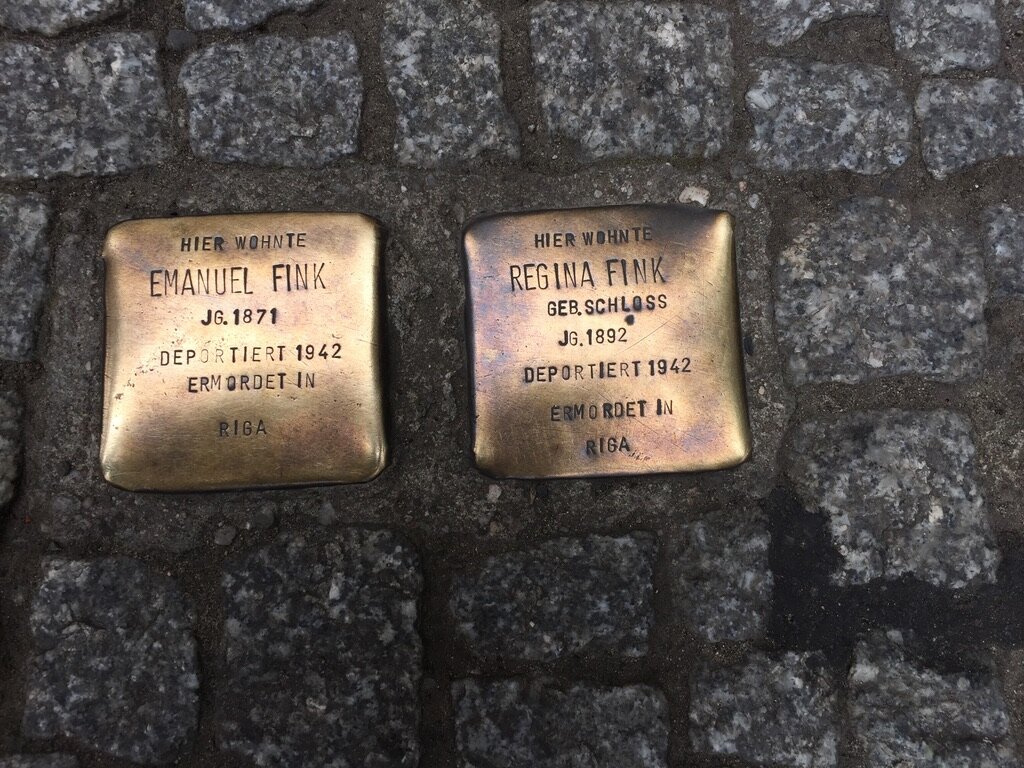 HIER WOHNTE
EMANUEL FINK
JG. 1871
DEPORTIERT 1942
ERMORDET IN
RIGA
HIER WOHNTE
REGINA FINK
GEB. SCHLOSS
JG. 1892
DEPORTIERT 1942
ERMORDET IN
RIGA